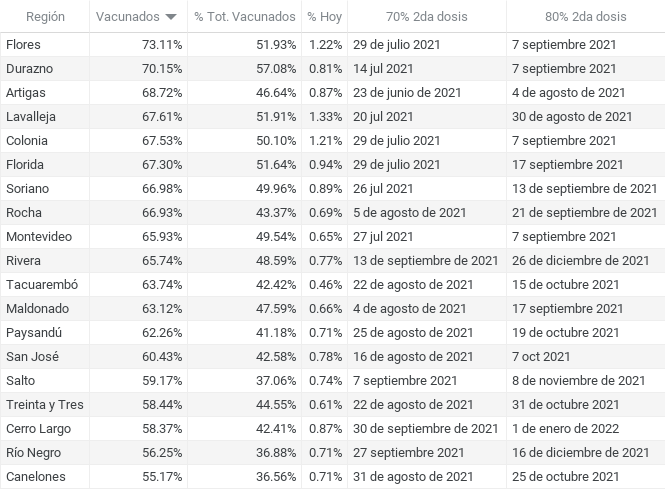 Región Vacunados % Tot. Vacunados % Hoy 70% 2da dosis 80% 2da dosis
Flores 73.11% 51.93% 1.22% 29 de julio 2021 7 septiembre 2021
Durazno 70.15% 57.08% 0.81% 14 jul 2021 7 septiembre 2021
Artigas 68.72% 46.64% 0.87% 23 de junio de 2021 4 de agosto de 2021
Lavalleja 67.61% 51.91% 1.33% 20 jul 2021 30 de agosto de 2021
Colonia 67.53% 50.10% 1.21% 29 de julio 2021 7 septiembre 2021
Florida 67.30% 51.64% 0.94% 29 de julio 2021 17 septiembre 2021
Soriano 66.98% 49.96% 0.89% 26 jul 2021 13 de septiembre de 2021
Rocha 66.93% 43.37% 0.69% 5 de agosto de 2021 21 de septiembre de 2021
Montevideo 65.93% 49.54% 0.65% 27 jul 2021 7 septiembre 2021
Rivera 65.74% 48.59% 0.77% 13 de septiembre de 2021 26 de diciembre de 2021
Tacuarembó 63.74% 42.42% 0.46% 22 de agosto de 2021 15 de octubre de 2021
Maldonado 63.12% 47.59% 0.66% 4 de agosto de 2021 17 septiembre 2021
Paysandú 62.26% 41.18% 0.71% 25 de agosto de 2021 19 de octubre de 2021
San José 60.43% 42.58% 0.78% 16 de agosto de 2021 7 oct 2021
Salto 59.17% 37.06% 0.74% 7 septiembre 2021 8 de noviembre de 2021
Treinta y Tres 58.44% 44.55% 0.61% 22 de agosto de 2021 31 de octubre de 2021
Cerro Largo 58.37% 42.41% 0.87% 30 de septiembre de 2021 1 de enero de 2022
Río Negro 56.25% 36.88% 0.71% 27 septiembre 2021 16 de diciembre de 2021
Canelones 55.17% 36.56% 0.71% 31 de agosto de 2021 25 de octubre de 2021